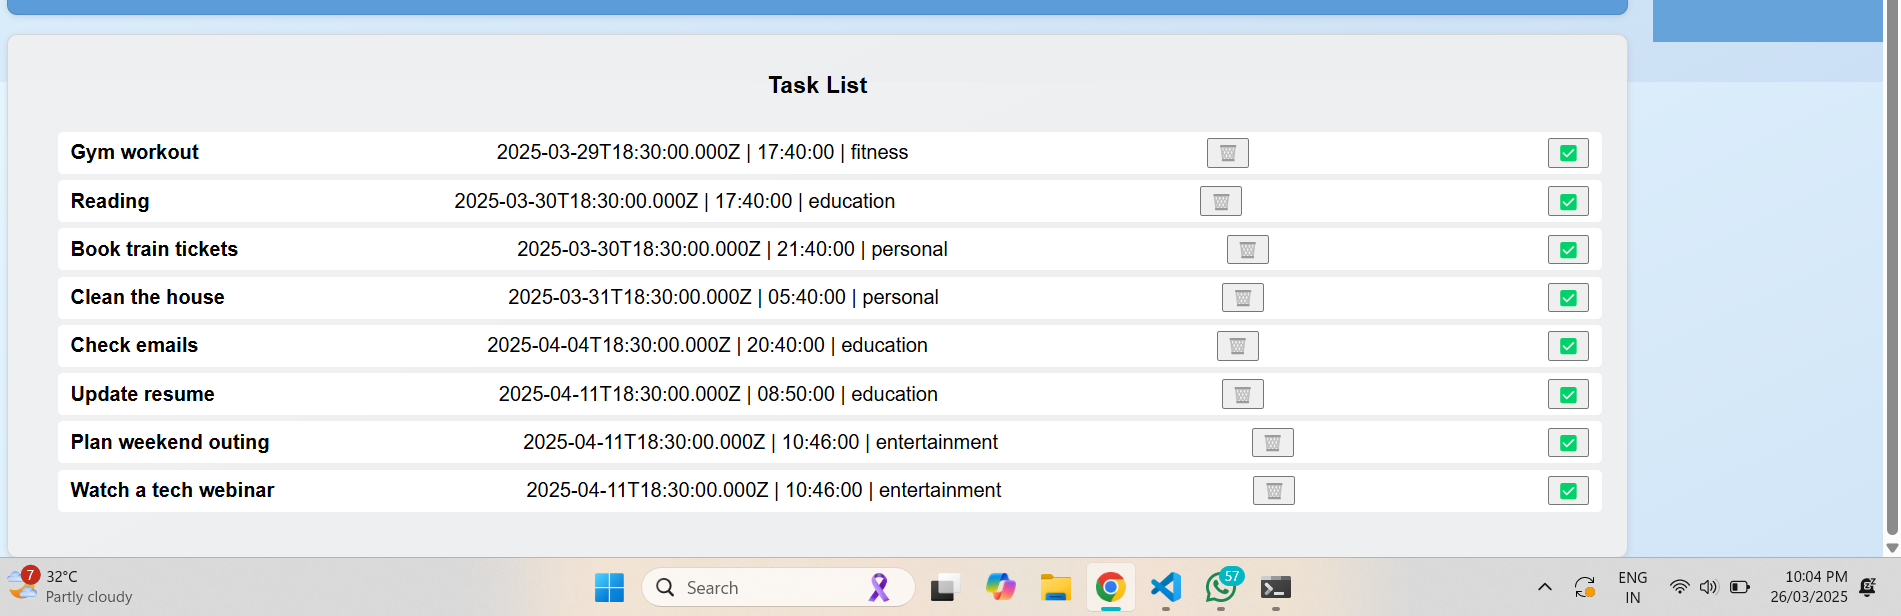 Task List
Gym workout 2025-03-29T18:30:00.000Z | 17:40:00 | fitness
Reading 2025-03-30T18:30:00.000Z | 17:40:00 | education
Book train tickets 2025-03-30T18:30:00.000Z | 21:40:00 | personal
Clean the house 2025-03-31T18:30:00.000Z | 05:40:00 | personal
Check emails 2025-04-04T18:30:00.000Z | 20:40:00 | education
Update resume 2025-04-11T18:30:00.000Z | 08:50:00 | education
Plan weekend outing 2025-04-11T18:30:00.000Z | 10:46:00 | entertainment
Watch a tech webinar 2025-04-11T18:30:00.000Z | 10:46:00 | entertainment
7 32°C
Partly cloudy
Search
57
ENG
IN
10:04 PM
26/03/2025